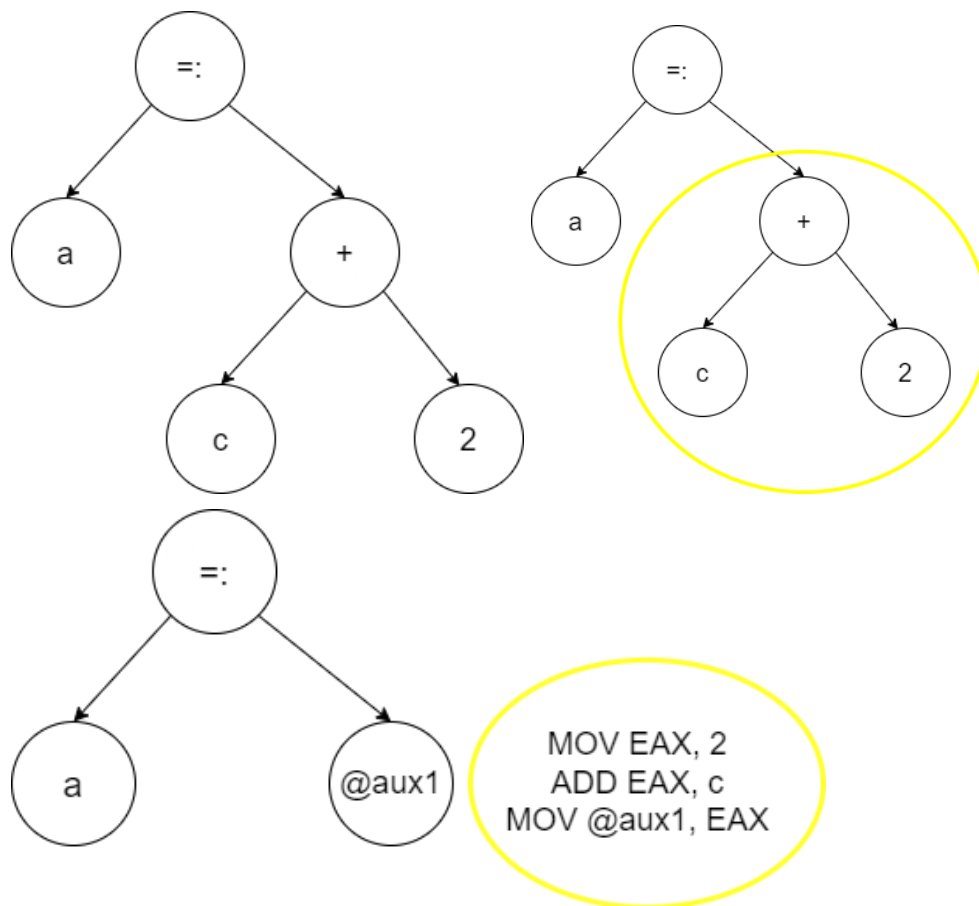 =:
a
+
c
2
=:
a
+
c
2
=:
a
@aux1
MOV EAX, 2
ADD EAX, c
MOV @aux1, EAX